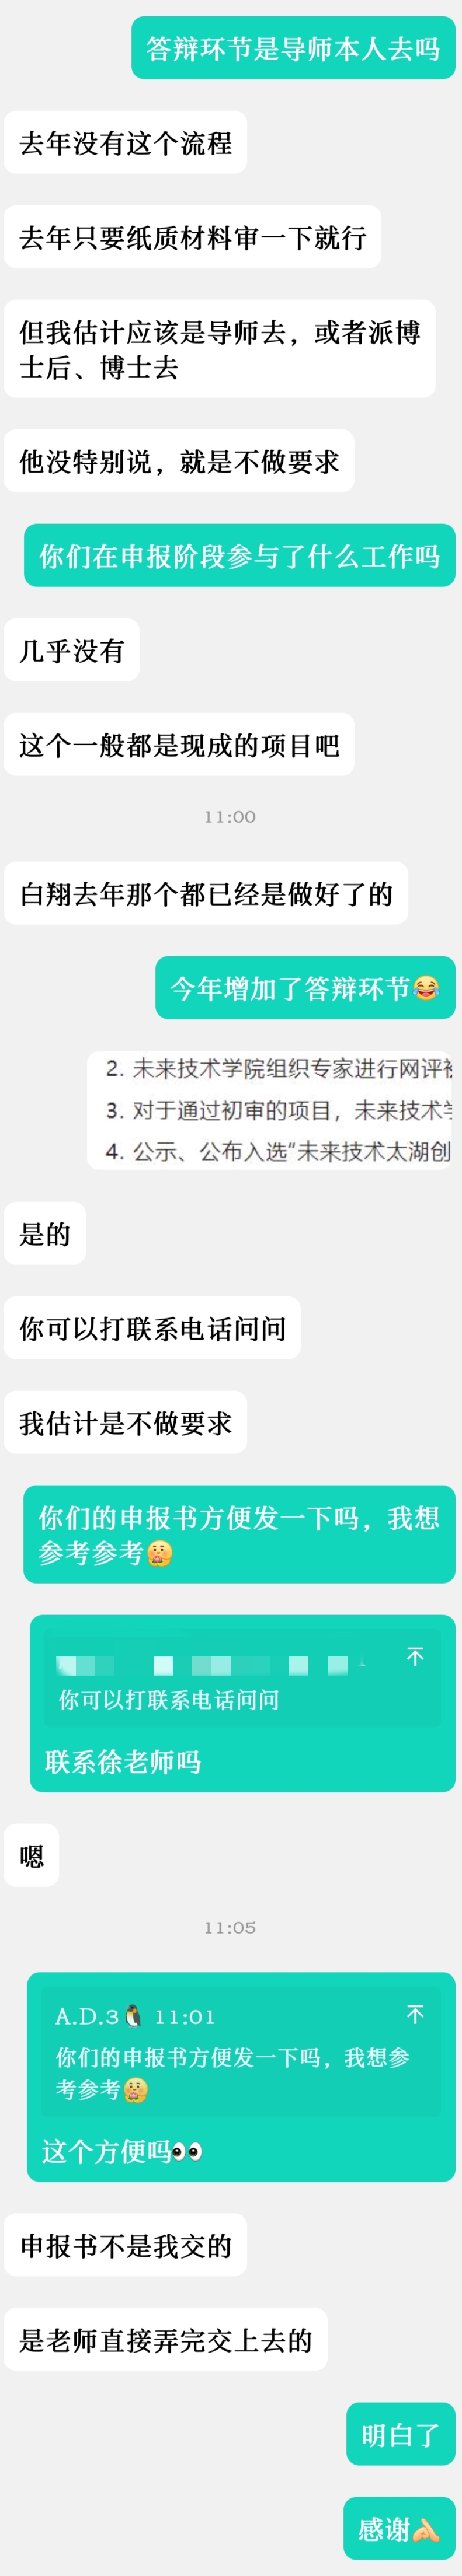 答辩环节是导师本人去吗
去年没有这个流程
去年只要纸质材料审一下就行
但我估计应该是导师去，或者派博
士后、博士去
他没特别说，就是不做要求
你们在申报阶段参与了什么工作吗
几乎没有
这个一般都是现成的项目吧
11:00
白翔去年那个都已经是做好了的
今年增加了答辩环节😂
2. 未来技术学院组织专家进行网评初
3. 对于通过初审的项目，未来技术学
4. 公示、公布入选“未来技术太湖创
是的
你可以打联系电话问问
我估计是不做要求
你们的申报书方便发一下吗，我想
参考参考
你可以打联系电话问问
联系徐老师吗
嗯
11:05
A.D.3🐧 11:01
你们的申报书方便发一下吗，我想参
考参考
这个方便吗👀
申报书不是我交的
是老师直接弄完交上去的
明白了
感谢